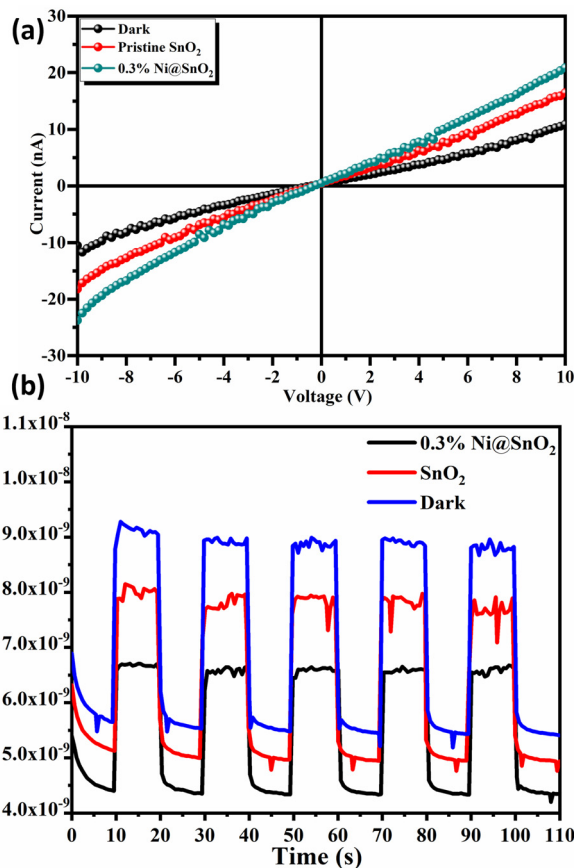 (a)
Dark
Pristine SnO₂
0.3% Ni@SnO₂
30
20
10
0
-10
-20
-30
Current (nA)
-10 -8 -6 -4 -2 0 2 4 6 8 10
Voltage (V)
(b)
0.3% Ni@SnO₂
SnO₂
Dark
1.1x10⁻⁸
1.0x10⁻⁸
9.0x10⁻⁹
8.0x10⁻⁹
7.0x10⁻⁹
6.0x10⁻⁹
5.0x10⁻⁹
4.0x10⁻⁹
0 10 20 30 40 50 60 70 80 90 100 110
Time (s)